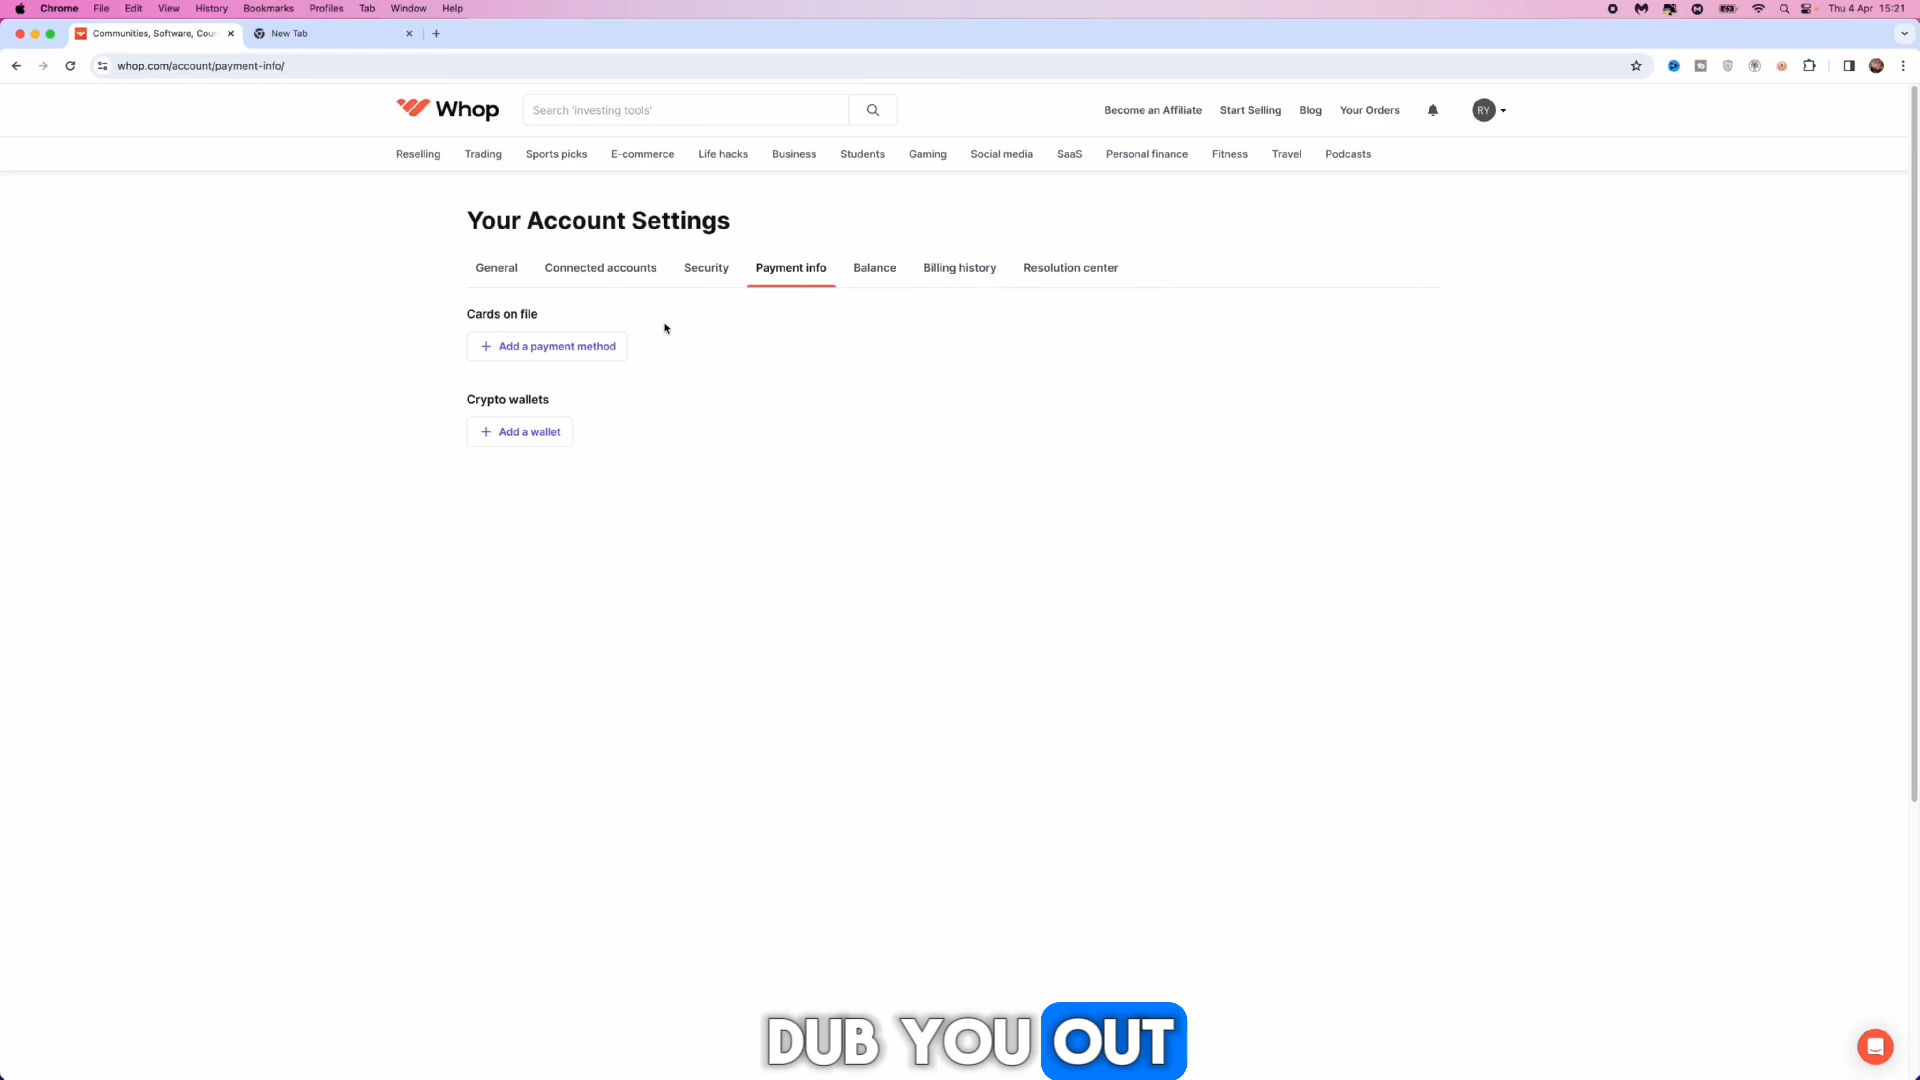 Chrome File Edit View History Bookmarks Profiles Tab Window Help Thu 4 Apr 15:21
Communities, Software, Cour New Tab
whop.com/account/payment-info/
Whop Search 'investing tools' Become an Affiliate Start Selling Blog Your Orders RY
Reselling Trading Sports picks E-commerce Life hacks Business Students Gaming Social media SaaS Personal finance Fitness Travel Podcasts
Your Account Settings
General Connected accounts Security Payment info Balance Billing history Resolution center
Cards on file
+ Add a payment method
Crypto wallets
+ Add a wallet
DUB YOU OUT